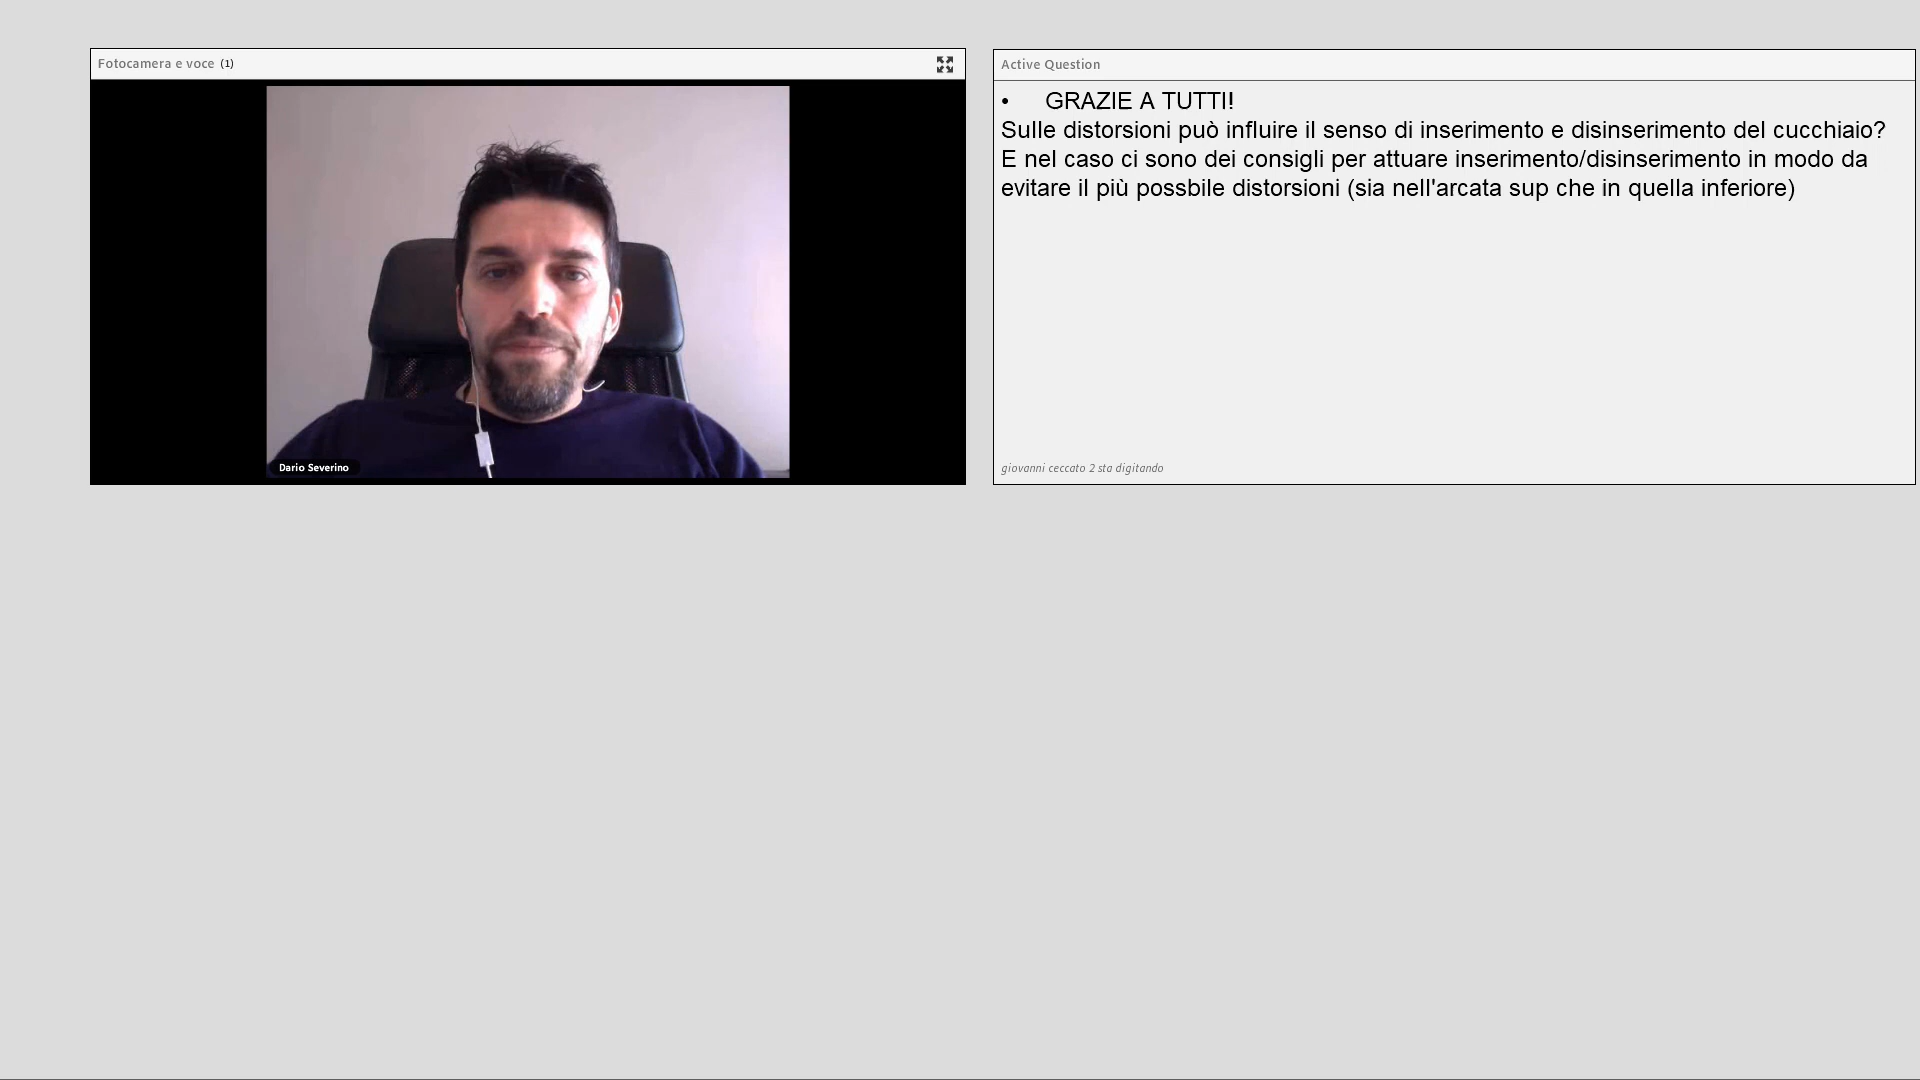 Fotocamera e voce (1)
Dario Severino
Active Question
• GRAZIE A TUTTI!
Sulle distorsioni può influire il senso di inserimento e disinserimento del cucchiaio?
E nel caso ci sono dei consigli per attuare inserimento/disinserimento in modo da
evitare il più possbile distorsioni (sia nell'arcata sup che in quella inferiore)
giovanni ceccato 2 sta digitando